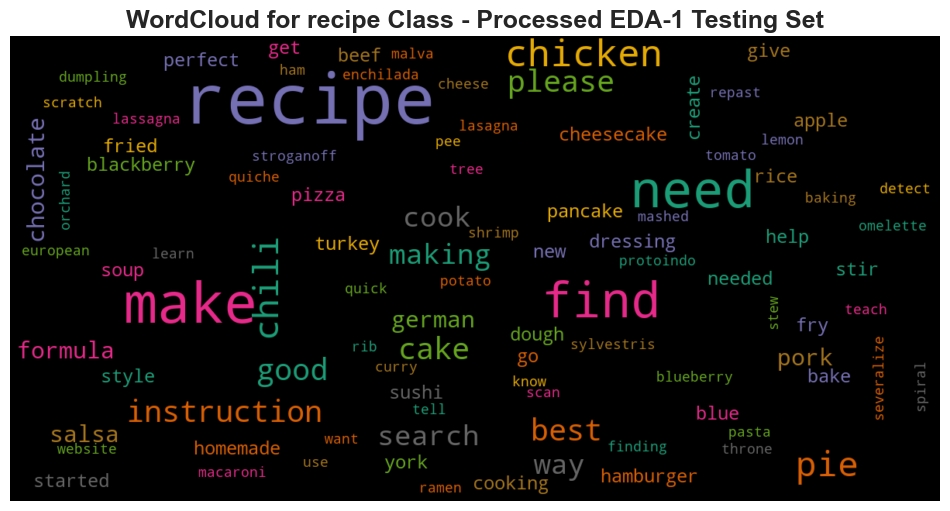 WordCloud for recipe Class - Processed EDA-1 Testing Set
get
perfect
beef
malva
chicken
give
dumpling
ham
enchilada
cheese
please
repast
scratch
recipe
create
lassagna
lasagna
cheesecake
apple
fried
pee
lemon
chocolate
blackberry
stroganoff
tomato
orchard
quiche
tree
need
rice
detect
pizza
baking
cook
pancake
mashed
omelette
european
learn
turkey
shrimp
new
dressing
help
making
protoindo
soup
chili
potato
needed
stir
make
quick
find
stew
teach
german
dough
fry
formula
rib
cake
go
sylvestris
pork
style
good
curry
know
blueberry
bake
severalize
spiral
sushi
scan
instruction
tell
blue
salsa
search
best
pasta
website
homemade
want
finding
throne
use
york
way
pie
started
macaroni
ramen
cooking
hamburger